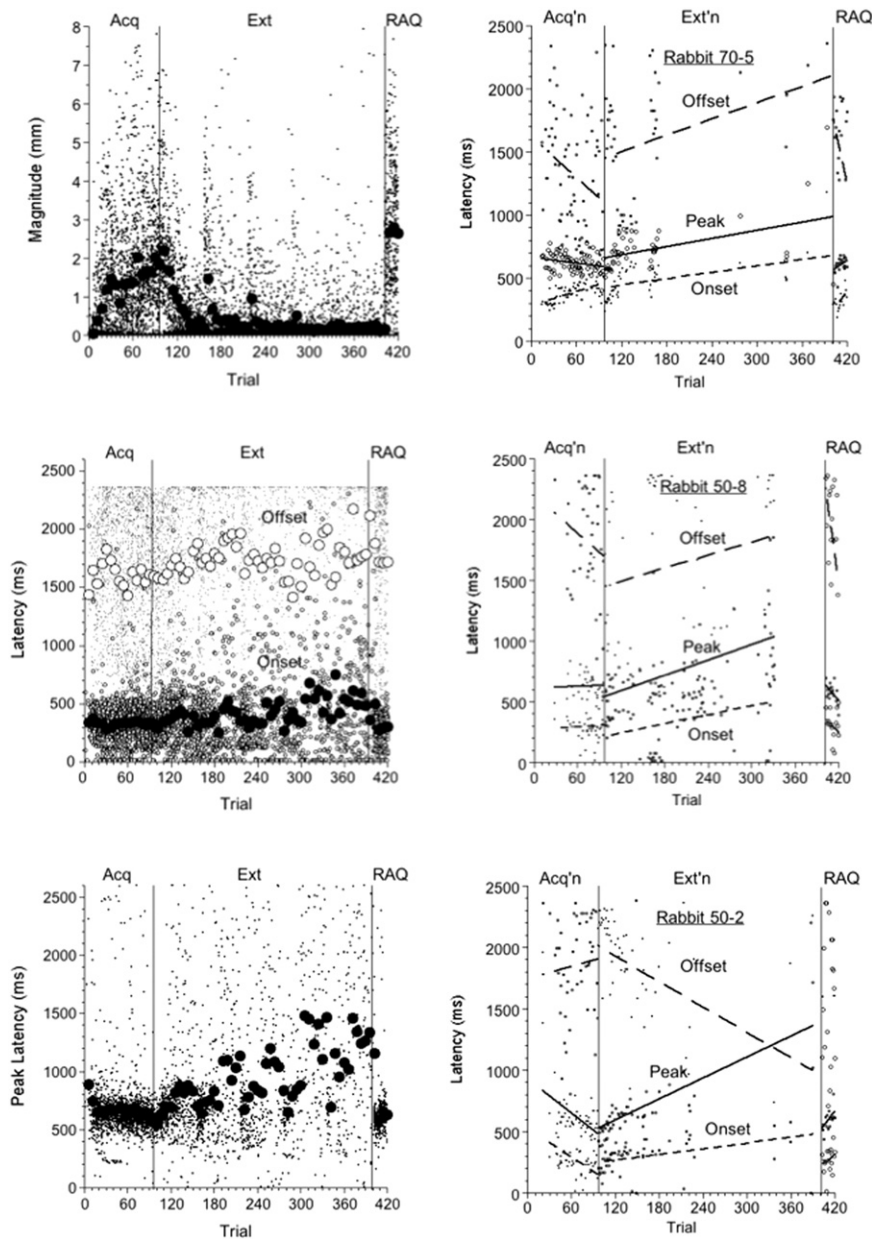 Acq Ext RAQ
8
7
6
5
4
3
2
1
0
Magnitude (mm)
0 60 120 180 240 300 360 420
Trial
Acq'n Ext'n RAQ
Rabbit 70-5
2500
2000
1500
1000
500
0
Latency (ms)
Offset
Peak
Onset
0 60 120 180 240 300 360 420
Trial
Acq Ext RAQ
2500
2000
1500
1000
500
0
Latency (ms)
Offset
Onset
0 60 120 180 240 300 360 420
Trial
Acq'n Ext'n RAQ
Rabbit 50-8
2500
2000
1500
1000
500
0
Latency (ms)
Offset
Peak
Onset
0 60 120 180 240 300 360 420
Trial
Acq Ext RAQ
2500
2000
1500
1000
500
0
Peak Latency (ms)
0 60 120 180 240 300 360 420
Trial
Acq'n Ext'n RAQ
Rabbit 50-2
2500
2000
1500
1000
500
0
Latency (ms)
Offset
Peak
Onset
0 60 120 180 240 300 360 420
Trial